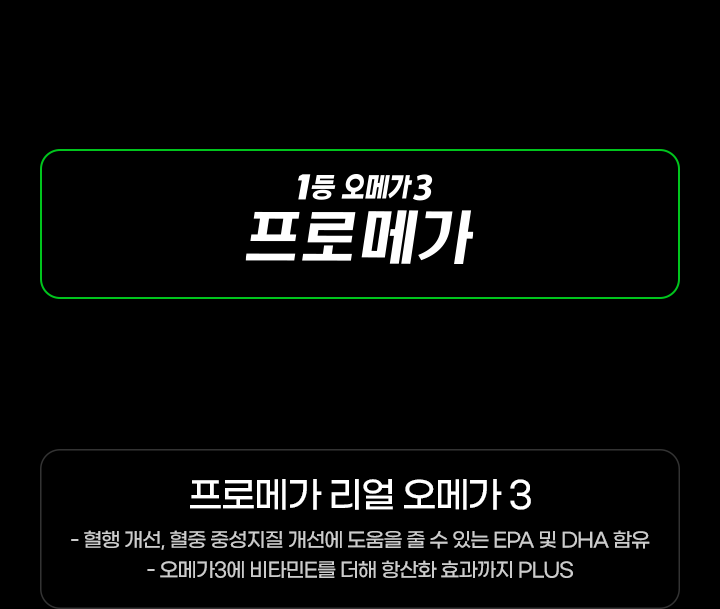 1등 오메가3
프로메가
프로메가 리얼 오메가 3
- 혈행 개선, 혈중 중성지질 개선에 도움을 줄 수 있는 EPA 및 DHA 함유
- 오메가3에 비타민E를 더해 항산화 효과까지 PLUS